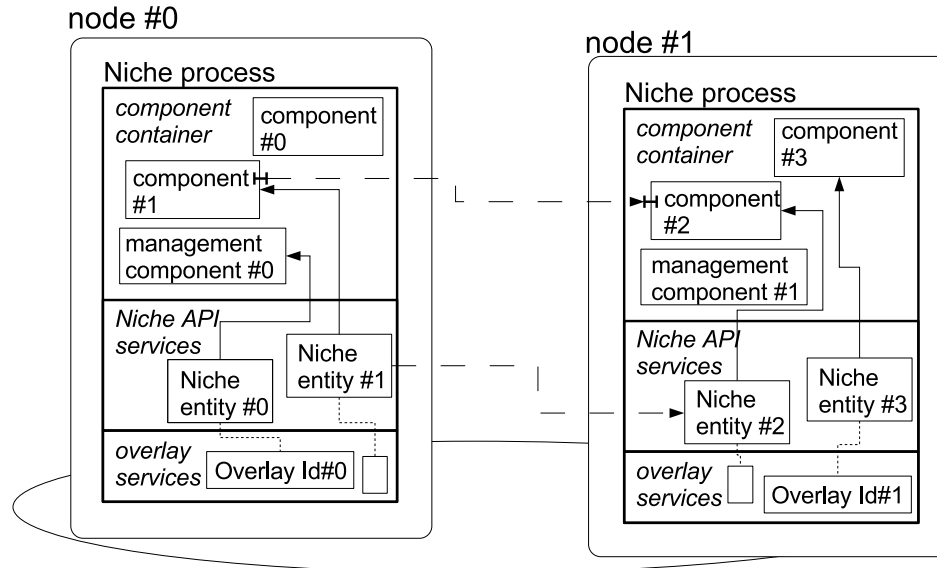 node #0
Niche process
component
container
component
#0
component
#1
management
component #0
Niche API
services
Niche
entity #1
Niche
entity #0
overlay
services
Overlay Id#0
node #1
Niche process
component
container
component
#3
component
#2
management
component #1
Niche API
services
Niche
entity #3
Niche
entity #2
overlay
services
Overlay Id#1